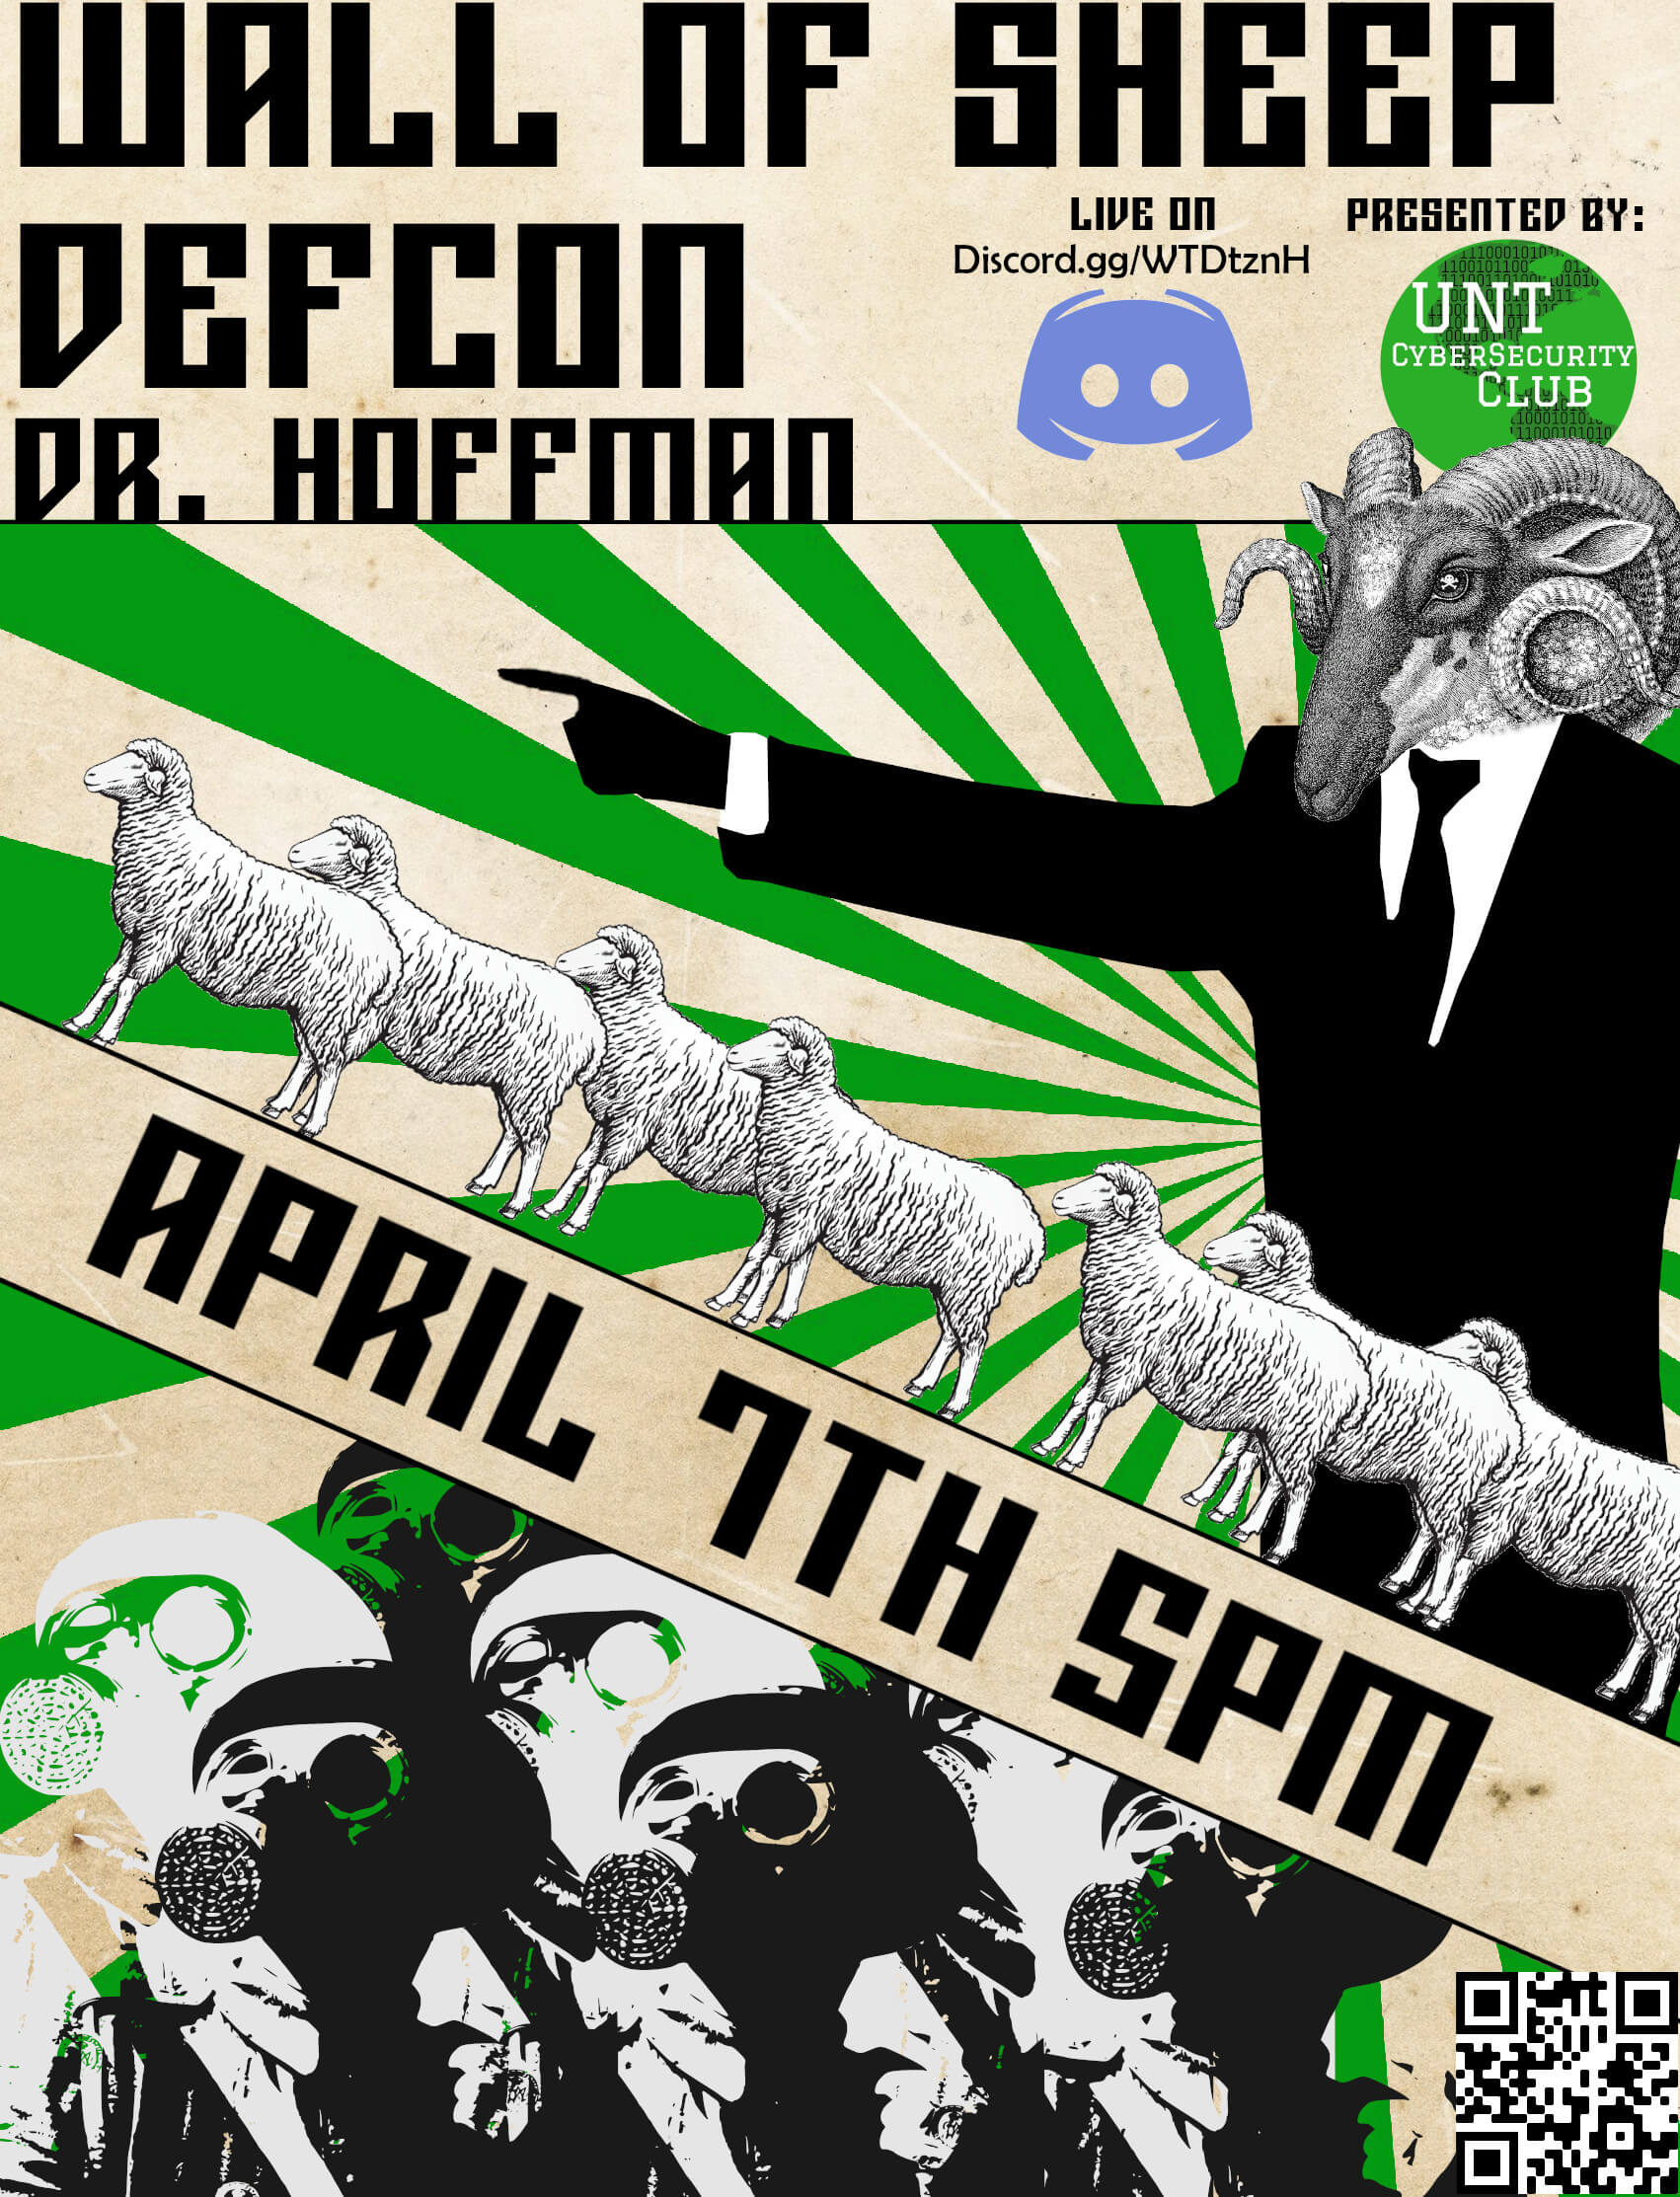 WALL OF SHEEP
DEFCON
DR. HOFFMAN
LIVE ON
Discord.gg/WTDtznH
PRESENTED BY:
UNT
CYBERSECURITY
CLUB
APRIL 7TH 5PM